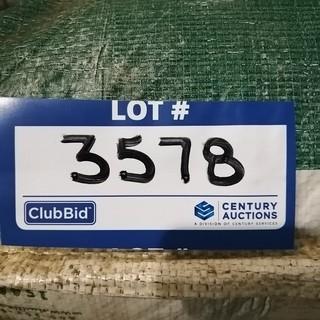 LOT #
3578
ClubBid
CENTURY
AUCTIONS
A DIVISION OF CENTURY SERVICES